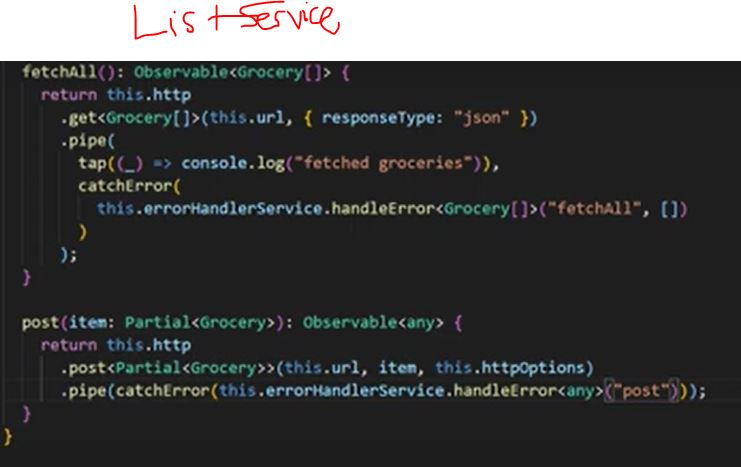 ListService
fetchAll(): Observable<Grocery[]> {
return this.http
.get<Grocery[]>(this.url, { responseType: "json" })
.pipe(
tap((_) => console.log("fetched groceries")),
catchError(
this.errorHandlerService.handleError<Grocery[]>("fetchAll", [])
)
);
}
post(item: Partial<Grocery>): Observable<any> {
return this.http
.post<Partial<Grocery>>(this.url, item, this.httpOptions)
.pipe(catchError(this.errorHandlerService.handleError<any>("post")));
}
}